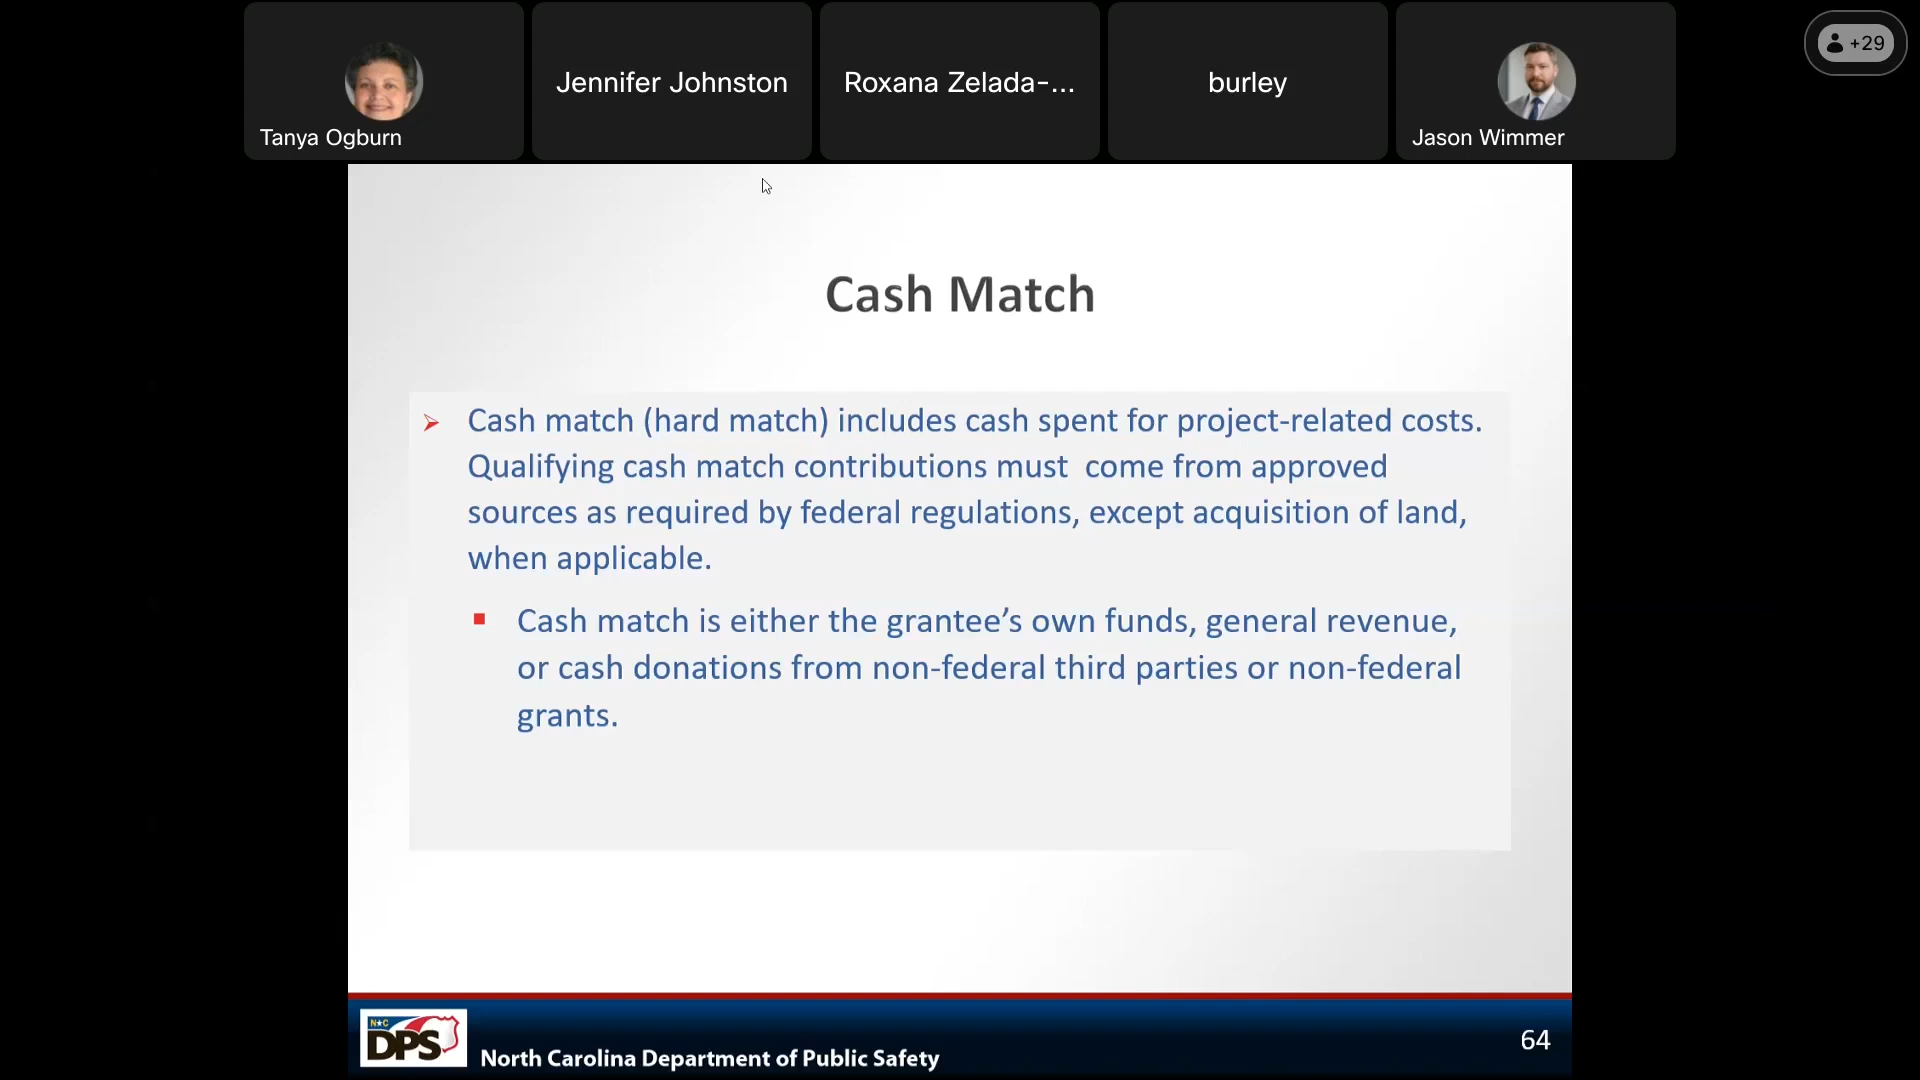 Tanya Ogburn
Jennifer Johnston
Roxana Zelada-...
burley
Jason Wimmer
+29
Cash Match
➢ Cash match (hard match) includes cash spent for project-related costs.
Qualifying cash match contributions must  come from approved
sources as required by federal regulations, except acquisition of land,
when applicable.
▪ Cash match is either the grantee’s own funds, general revenue,
or cash donations from non-federal third parties or non-federal
grants.
N★C
DPS
North Carolina Department of Public Safety
64